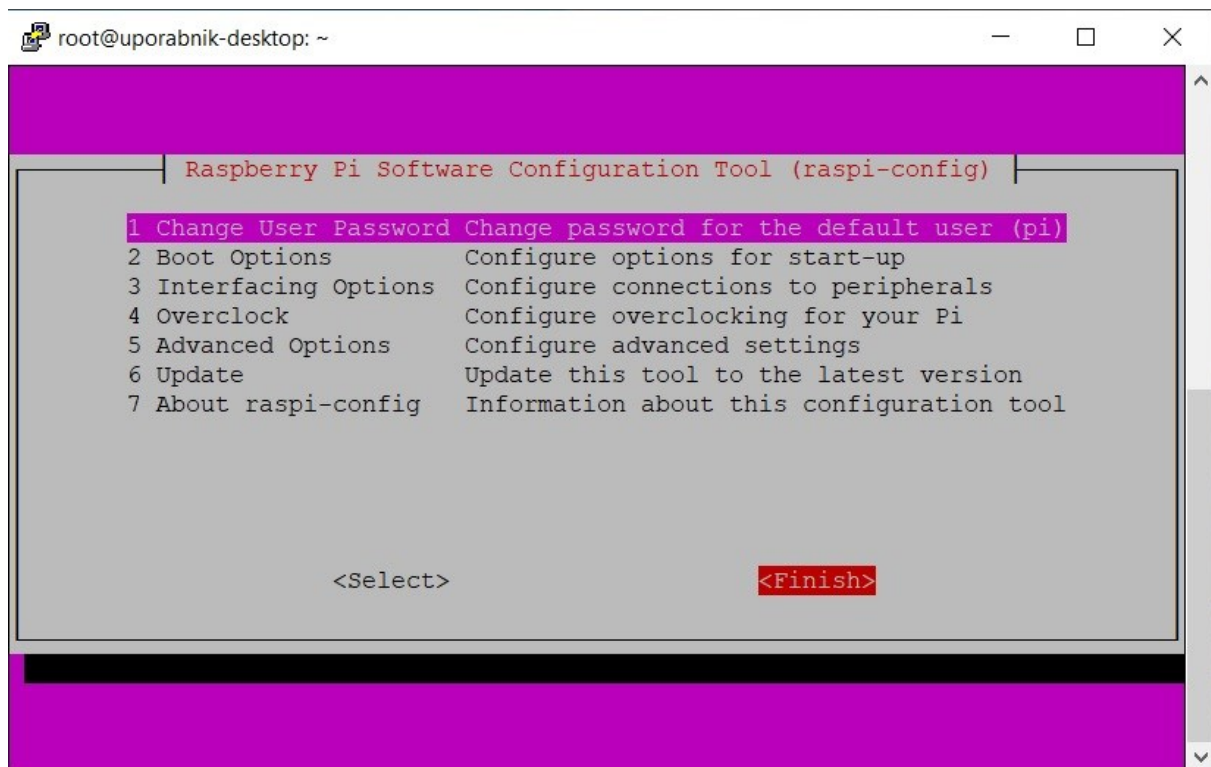 root@uporabnik-desktop: ~
Raspberry Pi Software Configuration Tool (raspi-config)
1 Change User Password Change password for the default user (pi)
2 Boot Options Configure options for start-up
3 Interfacing Options Configure connections to peripherals
4 Overclock Configure overclocking for your Pi
5 Advanced Options Configure advanced settings
6 Update Update this tool to the latest version
7 About raspi-config Information about this configuration tool
<Select> <Finish>